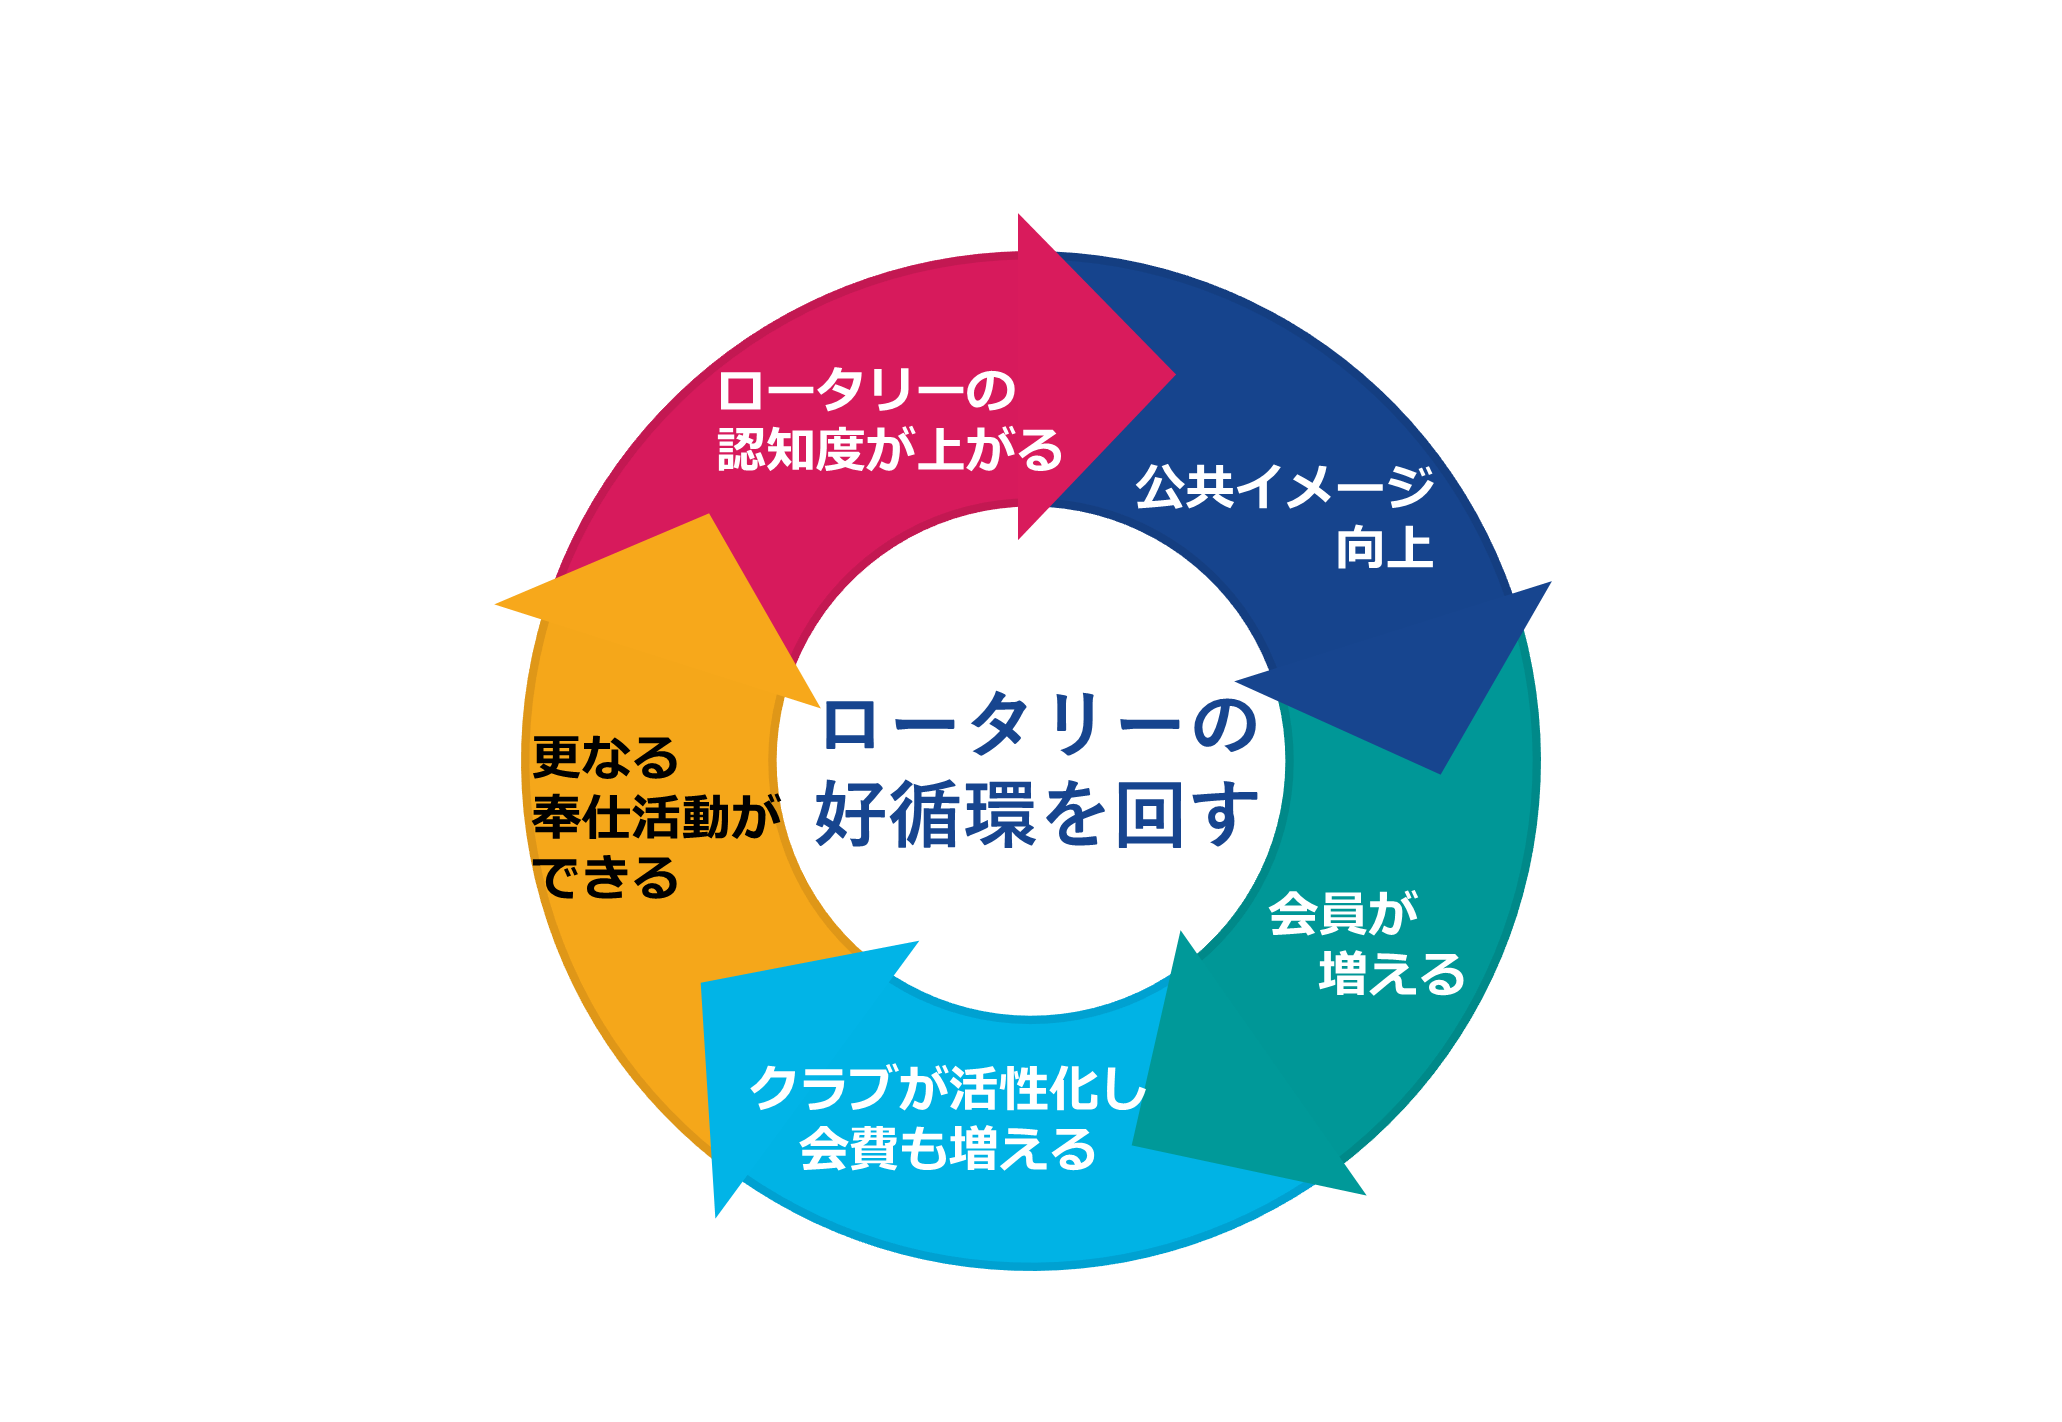 ロータリーの
認知度が上がる
公共イメージ
向上
会員が
増える
クラブが活性化し
会費も増える
更なる
奉仕活動が
できる
ロータリーの
好循環を回す